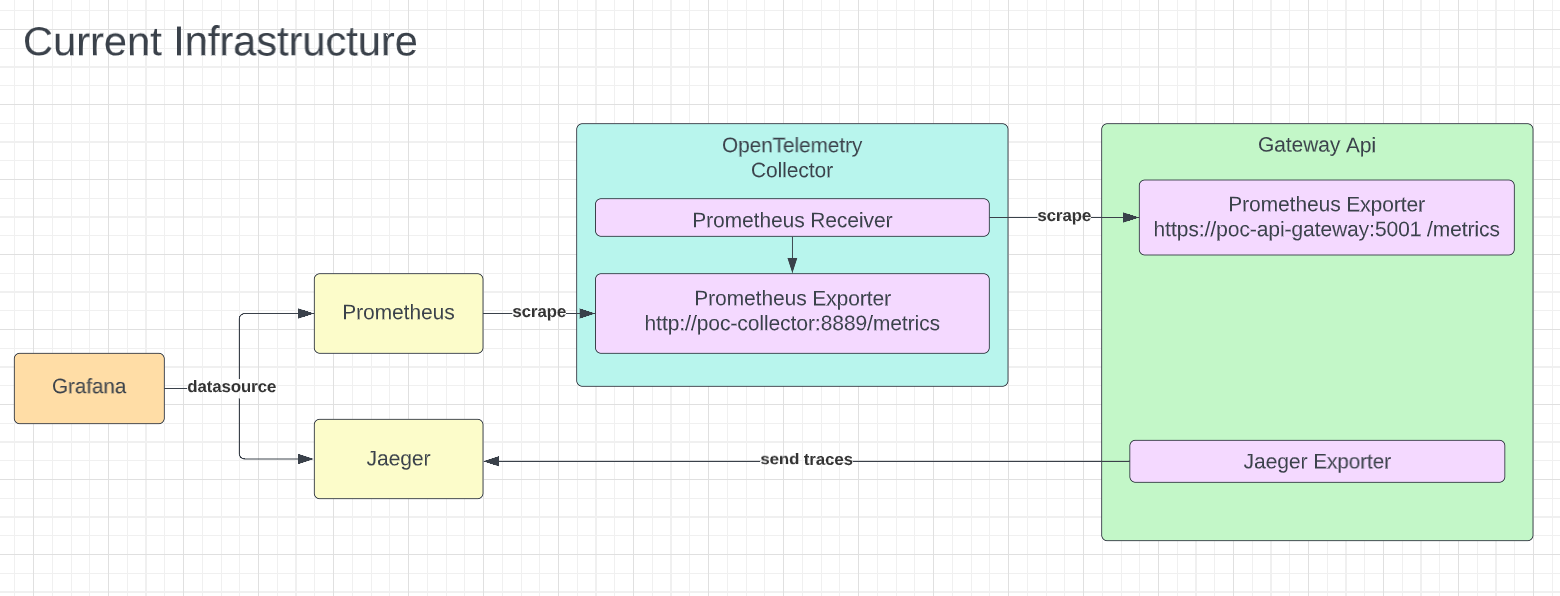 Current Infrastructure
OpenTelemetry
Collector
Prometheus Receiver
Prometheus Exporter
http://poc-collector:8889/metrics
scrape
Gateway Api
Prometheus Exporter
https://poc-api-gateway:5001 /metrics
Prometheus
scrape
Grafana
datasource
Jaeger
send traces
Jaeger Exporter